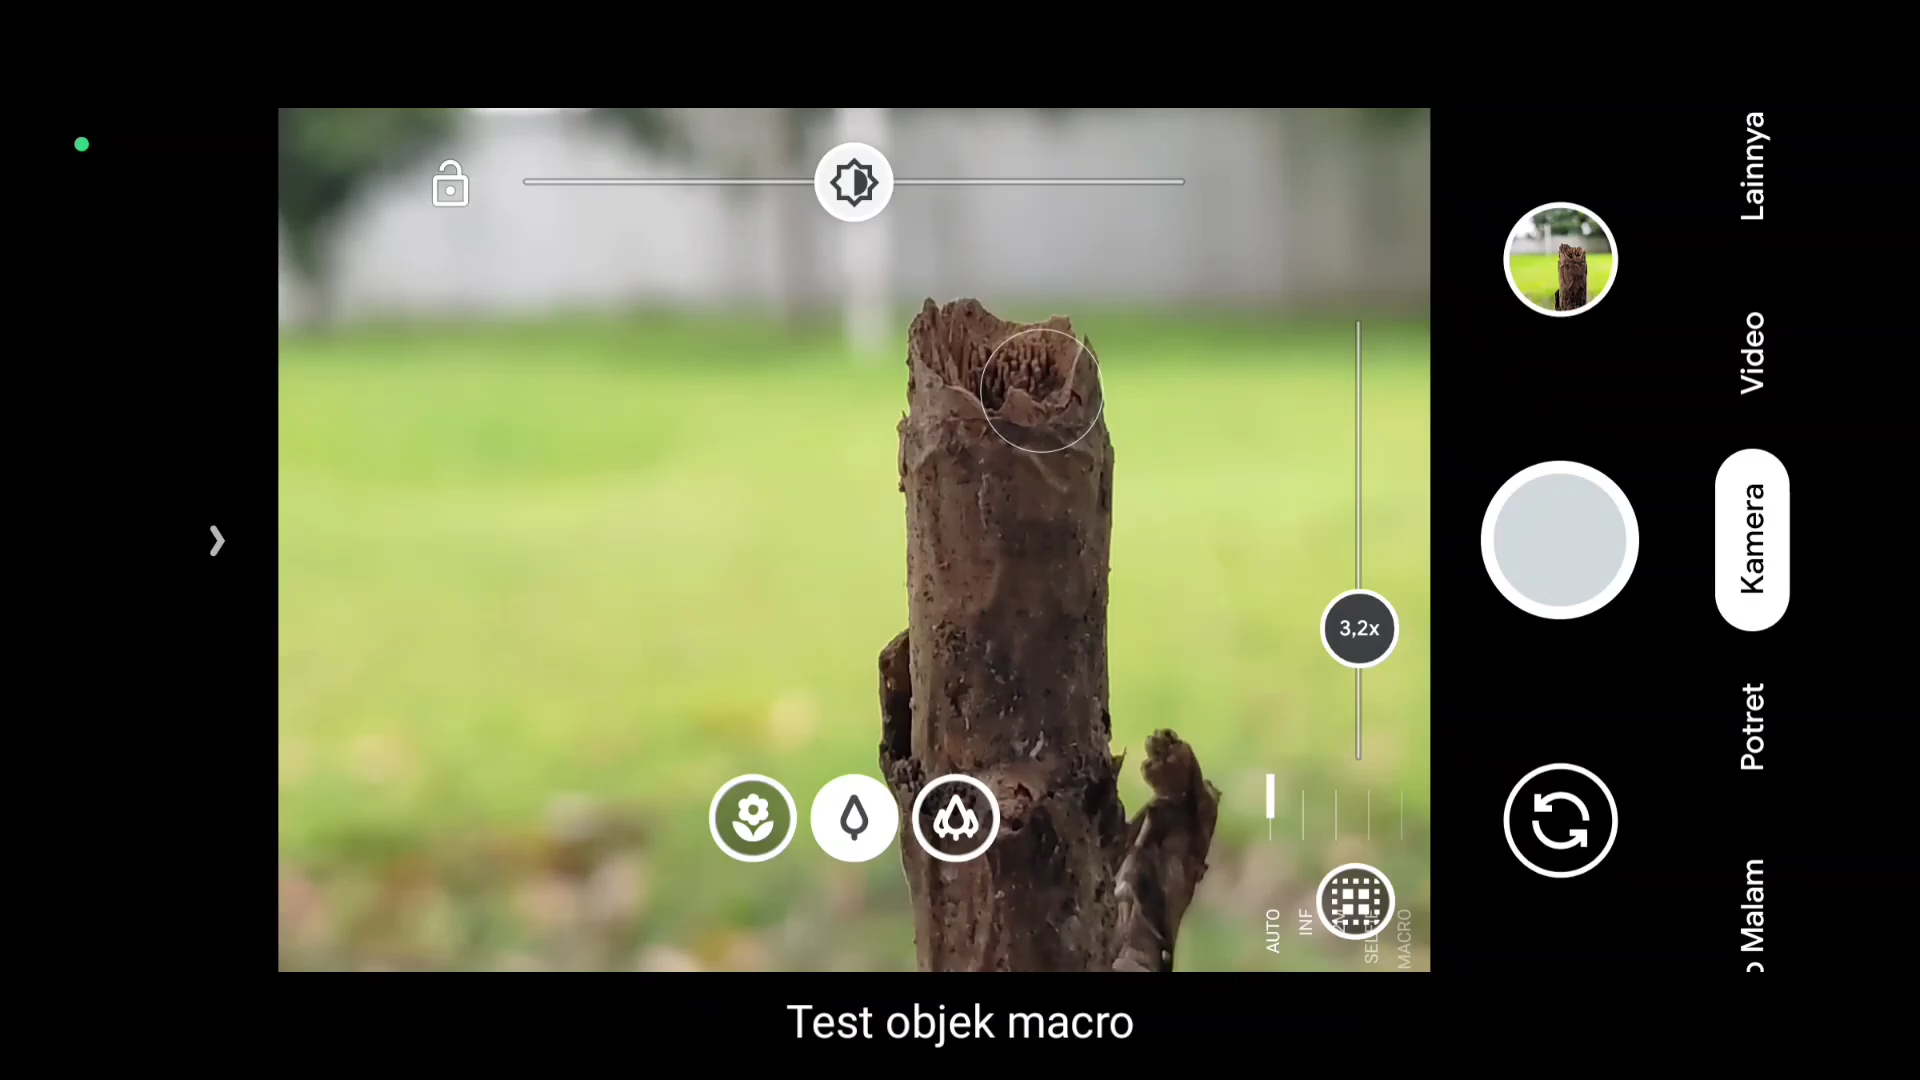 Lainnya
Video
Kamera
Potret
Malam
3,2x
AUTO
INF
MACRO
Test objek macro